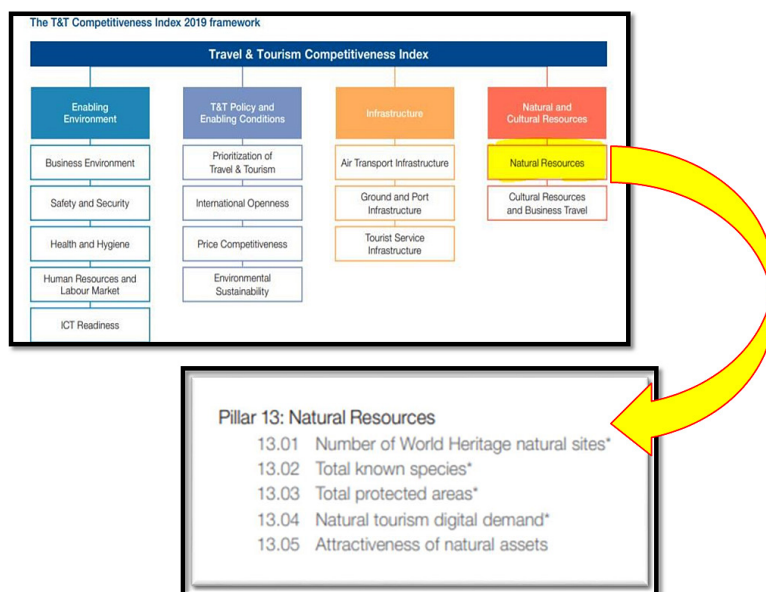 The T&T Competitiveness Index 2019 framework
Travel & Tourism Competitiveness Index
Enabling
Environment
Business Environment
Safety and Security
Health and Hygiene
Human Resources and
Labour Market
ICT Readiness
T&T Policy and
Enabling Conditions
Prioritization of
Travel & Tourism
International Openness
Price Competitiveness
Environmental
Sustainability
Infrastructure
Air Transport Infrastructure
Ground and Port
Infrastructure
Tourist Service
Infrastructure
Natural and
Cultural Resources
Natural Resources
Cultural Resources
and Business Travel
Pillar 13: Natural Resources
13.01 Number of World Heritage natural sites*
13.02 Total known species*
13.03 Total protected areas*
13.04 Natural tourism digital demand*
13.05 Attractiveness of natural assets